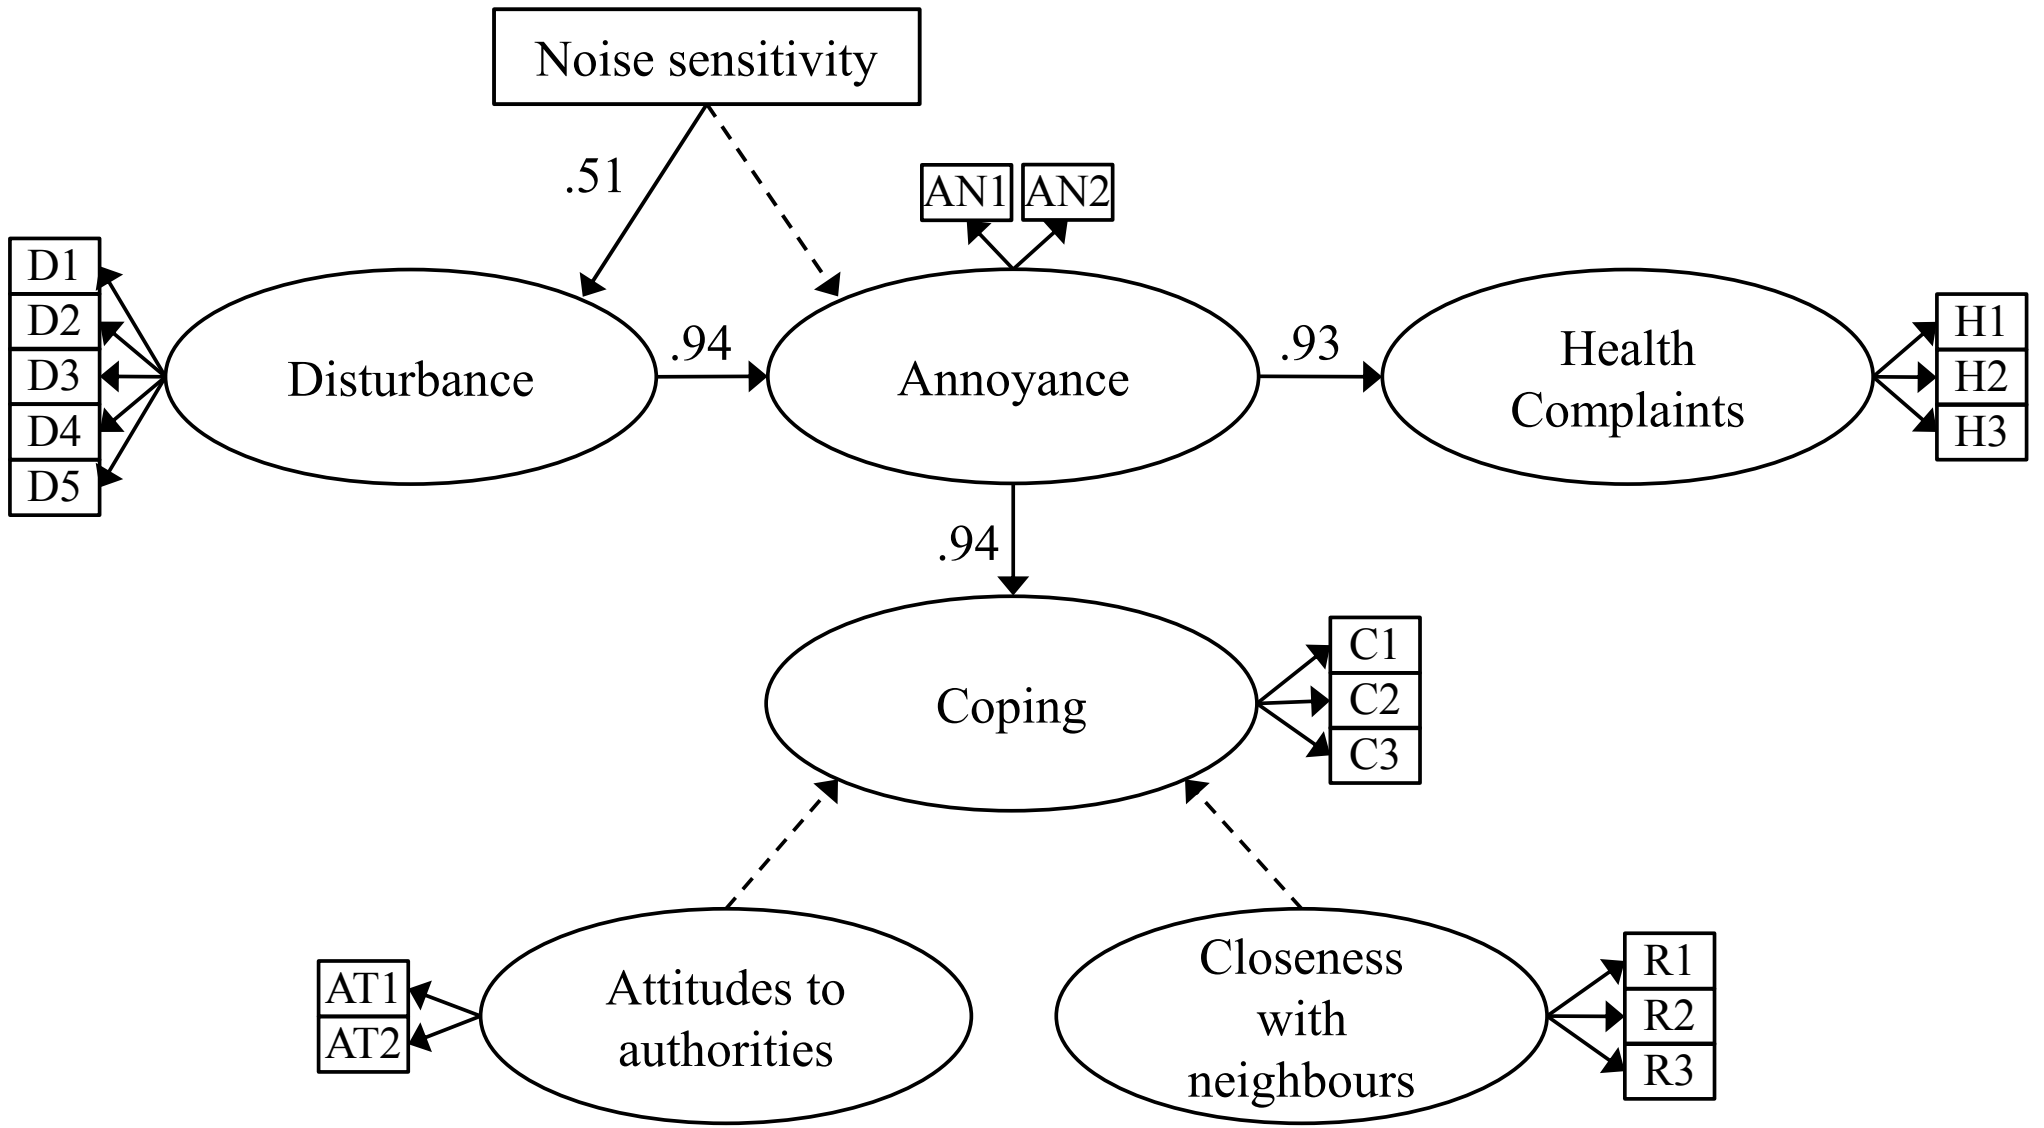 Noise sensitivity
.51
AN1
AN2
D1
D2
D3
D4
D5
Disturbance
.94
Annoyance
.93
Health
Complaints
H1
H2
H3
.94
Coping
C1
C2
C3
AT1
AT2
Attitudes to
authorities
Closeness
with
neighbours
R1
R2
R3